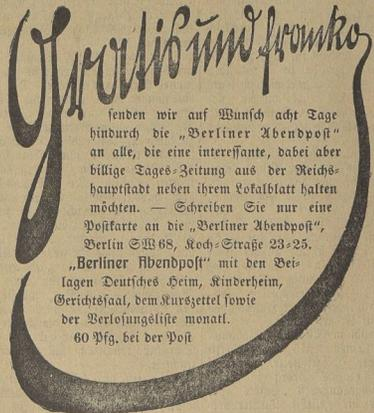 Gratis und franko
senden wir auf Wunsch acht Tage
hindurch die „Berliner Abendpost“
an alle, die eine interessante, dabei aber
billige Tages-Zeitung aus der Reichs-
hauptstadt neben ihrem Lokalblatt halten
möchten. — Schreiben Sie nur eine
Postkarte an die „Berliner Abendpost“,
Berlin SW 68, Koch-Straße 23-25.
„Berliner Abendpost“ mit den Bei-
lagen Deutsches Heim, Kinderheim,
Gerichtssaal, dem Kurszettel sowie
der Verlosungsliste monatl.
60 Pfg. bei der Post